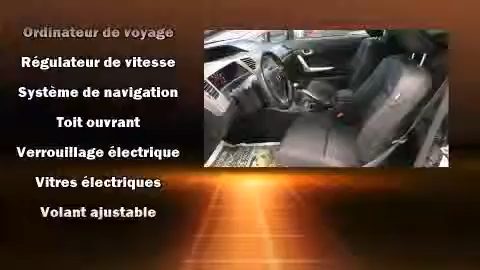 Ordinateur de voyage
Régulateur de vitesse
Système de navigation
Toit ouvrant
Verrouillage électrique
Vitres électriques
Volant ajustable